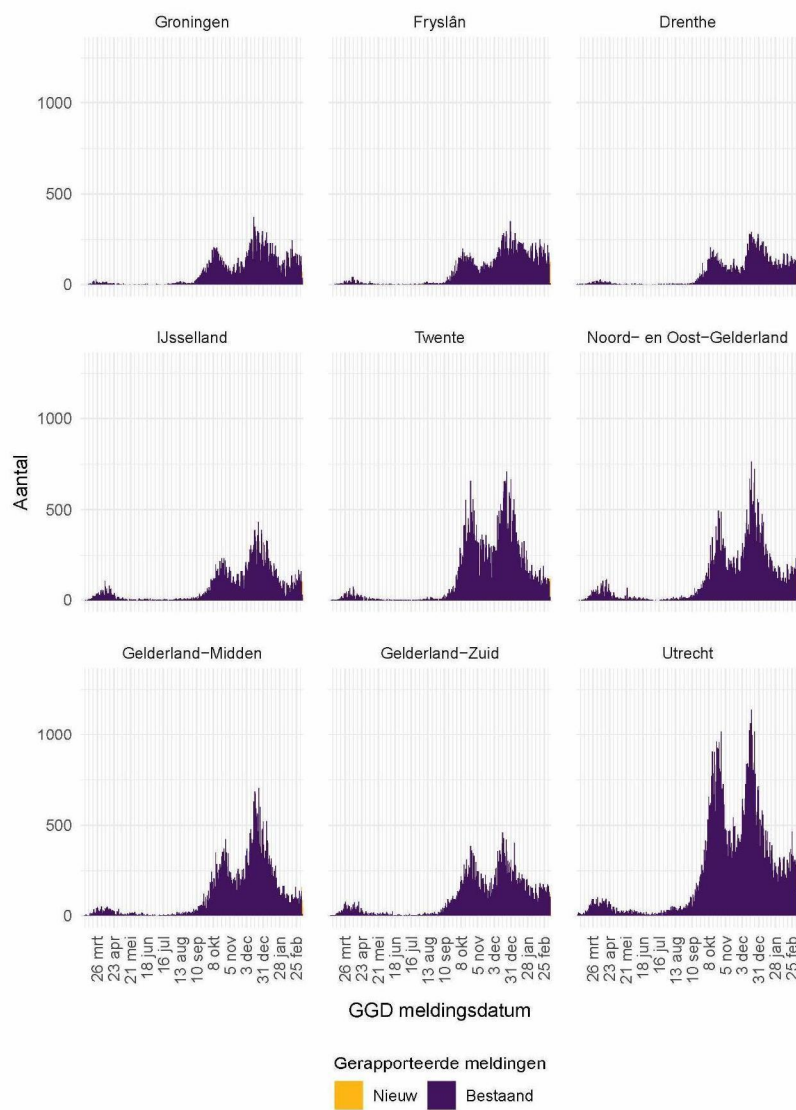 Groningen
Fryslân
Drenthe
1000
500
0
IJsselland
Twente
Noord- en Oost-Gelderland
1000
500
0
Aantal
Gelderland-Midden
Gelderland-Zuid
Utrecht
1000
500
0
26 mrt
23 apr
21 mei
18 jun
16 jul
13 aug
10 sep
8 okt
5 nov
3 dec
31 dec
28 jan
25 feb
26 mrt
23 apr
21 mei
18 jun
16 jul
13 aug
10 sep
8 okt
5 nov
3 dec
31 dec
28 jan
25 feb
26 mrt
23 apr
21 mei
18 jun
16 jul
13 aug
10 sep
8 okt
5 nov
3 dec
31 dec
28 jan
25 feb
GGD meldingsdatum
Gerapporteerde meldingen
Nieuw
Bestaand